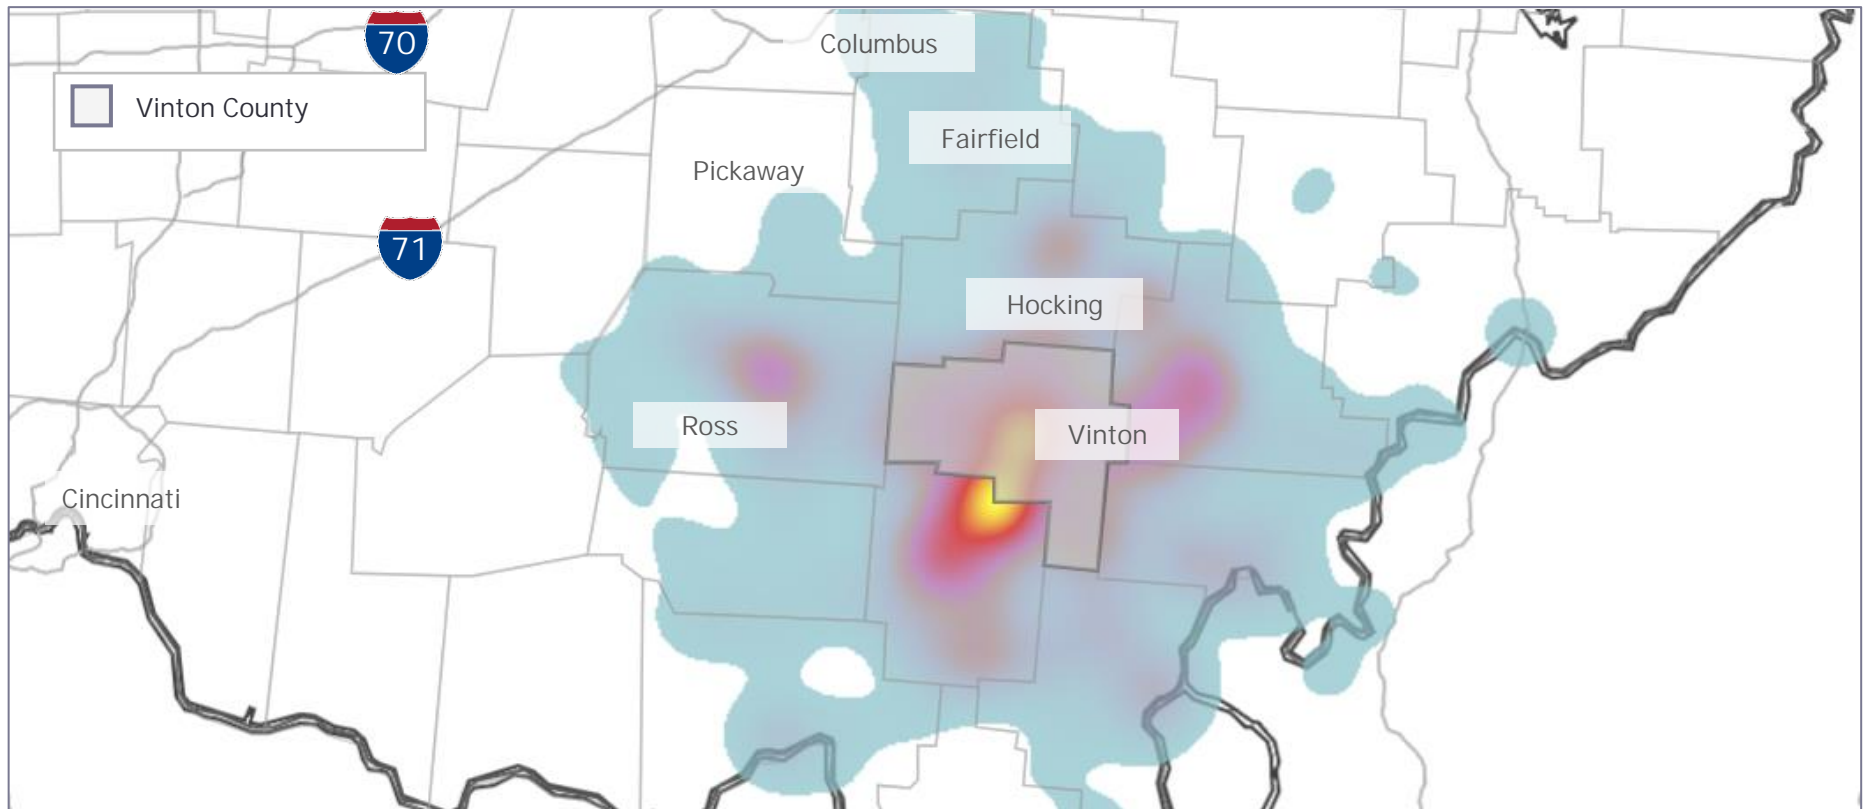 70
Columbus
Vinton County
Fairfield
Pickaway
71
Hocking
Ross
Vinton
Cincinnati